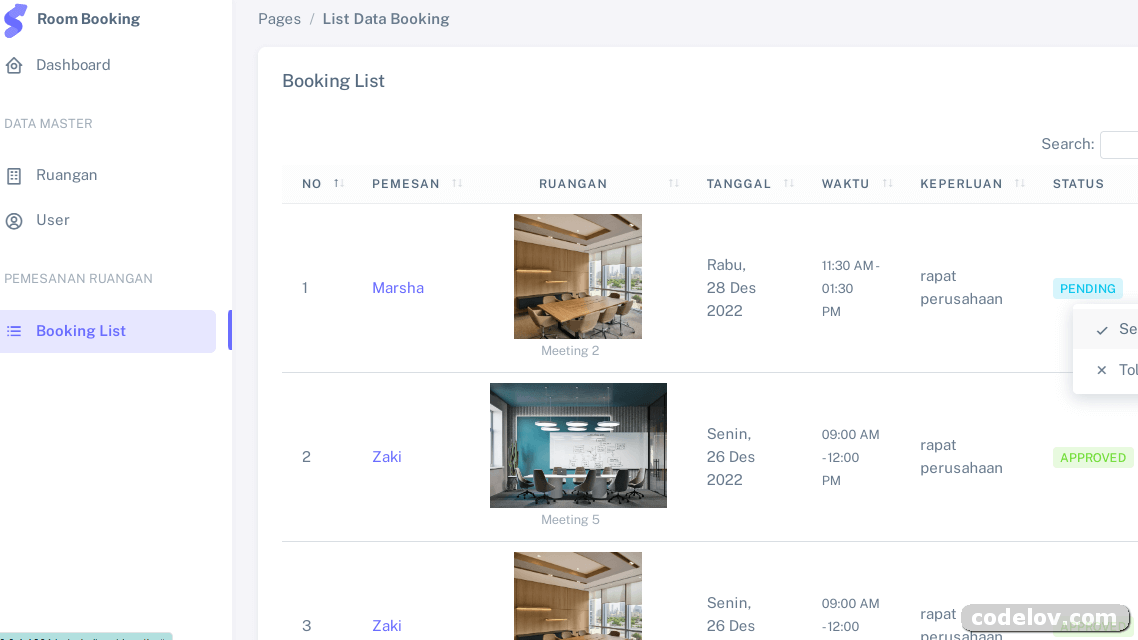 Room Booking
Pages / List Data Booking
Dashboard
DATA MASTER
Ruangan
User
PEMESANAN RUANGAN
Booking List
Booking List
Search:
NO PEMESAN RUANGAN TANGGAL WAKTU KEPERLUAN STATUS
1 Marsha
Meeting 2
Rabu,
28 Des
2022
11:30 AM -
01:30
PM
rapat
perusahaan
PENDING
Se
Tol
2 Zaki
Meeting 5
Senin,
26 Des
2022
09:00 AM
- 12:00
PM
rapat
perusahaan
APPROVED
3 Zaki
Senin,
26 Des
09:00 AM
- 12:00
rapat
perusahaan
codelov.com